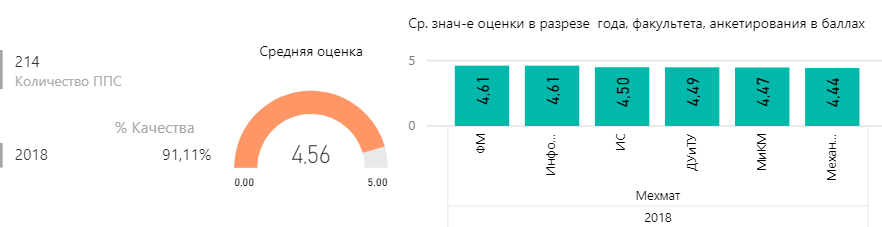 214
Количество ППС
% Качества
2018 91,11%
Средняя оценка
4,56
0,00 5,00
Ср. знач-е оценки в разрезе года, факультета, анкетирования в баллах
5
0
4,61 4,61 4,50 4,49 4,47 4,44
ФМ Инфо... ИС ДУиТУ МиКМ Механ...
Мехмат
2018